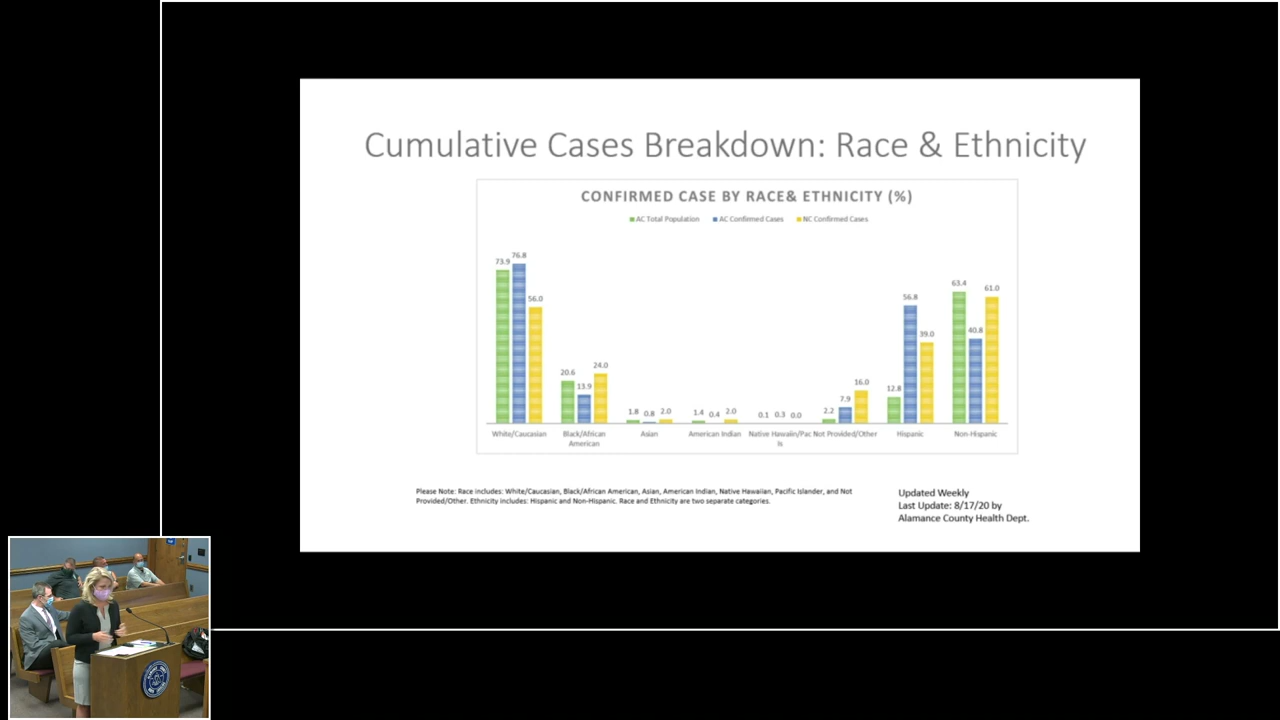 Cumulative Cases Breakdown: Race & Ethnicity
CONFIRMED CASE BY RACE& ETHNICITY (%)
AC Total Population AC Confirmed Cases NC Confirmed Cases
73.9 76.8 56.0
20.6 13.9 24.0
1.8 0.8 2.0
1.4 0.4 2.0
0.1 0.3 0.0
2.2 7.9 16.0
12.8 56.8 39.0
63.4 40.8 61.0
White/Caucasian
Black/African
American
Asian
American Indian
Native Hawaiin/Pac
Is
Not Provided/Other
Hispanic
Non-Hispanic
Please Note: Race includes: White/Caucasian, Black/African American, Asian, American Indian, Native Hawaiian, Pacific Islander, and Not
Provided/Other. Ethnicity includes: Hispanic and Non-Hispanic. Race and Ethnicity are two separate categories.
Updated Weekly
Last Update: 8/17/20 by
Alamance County Health Dept.